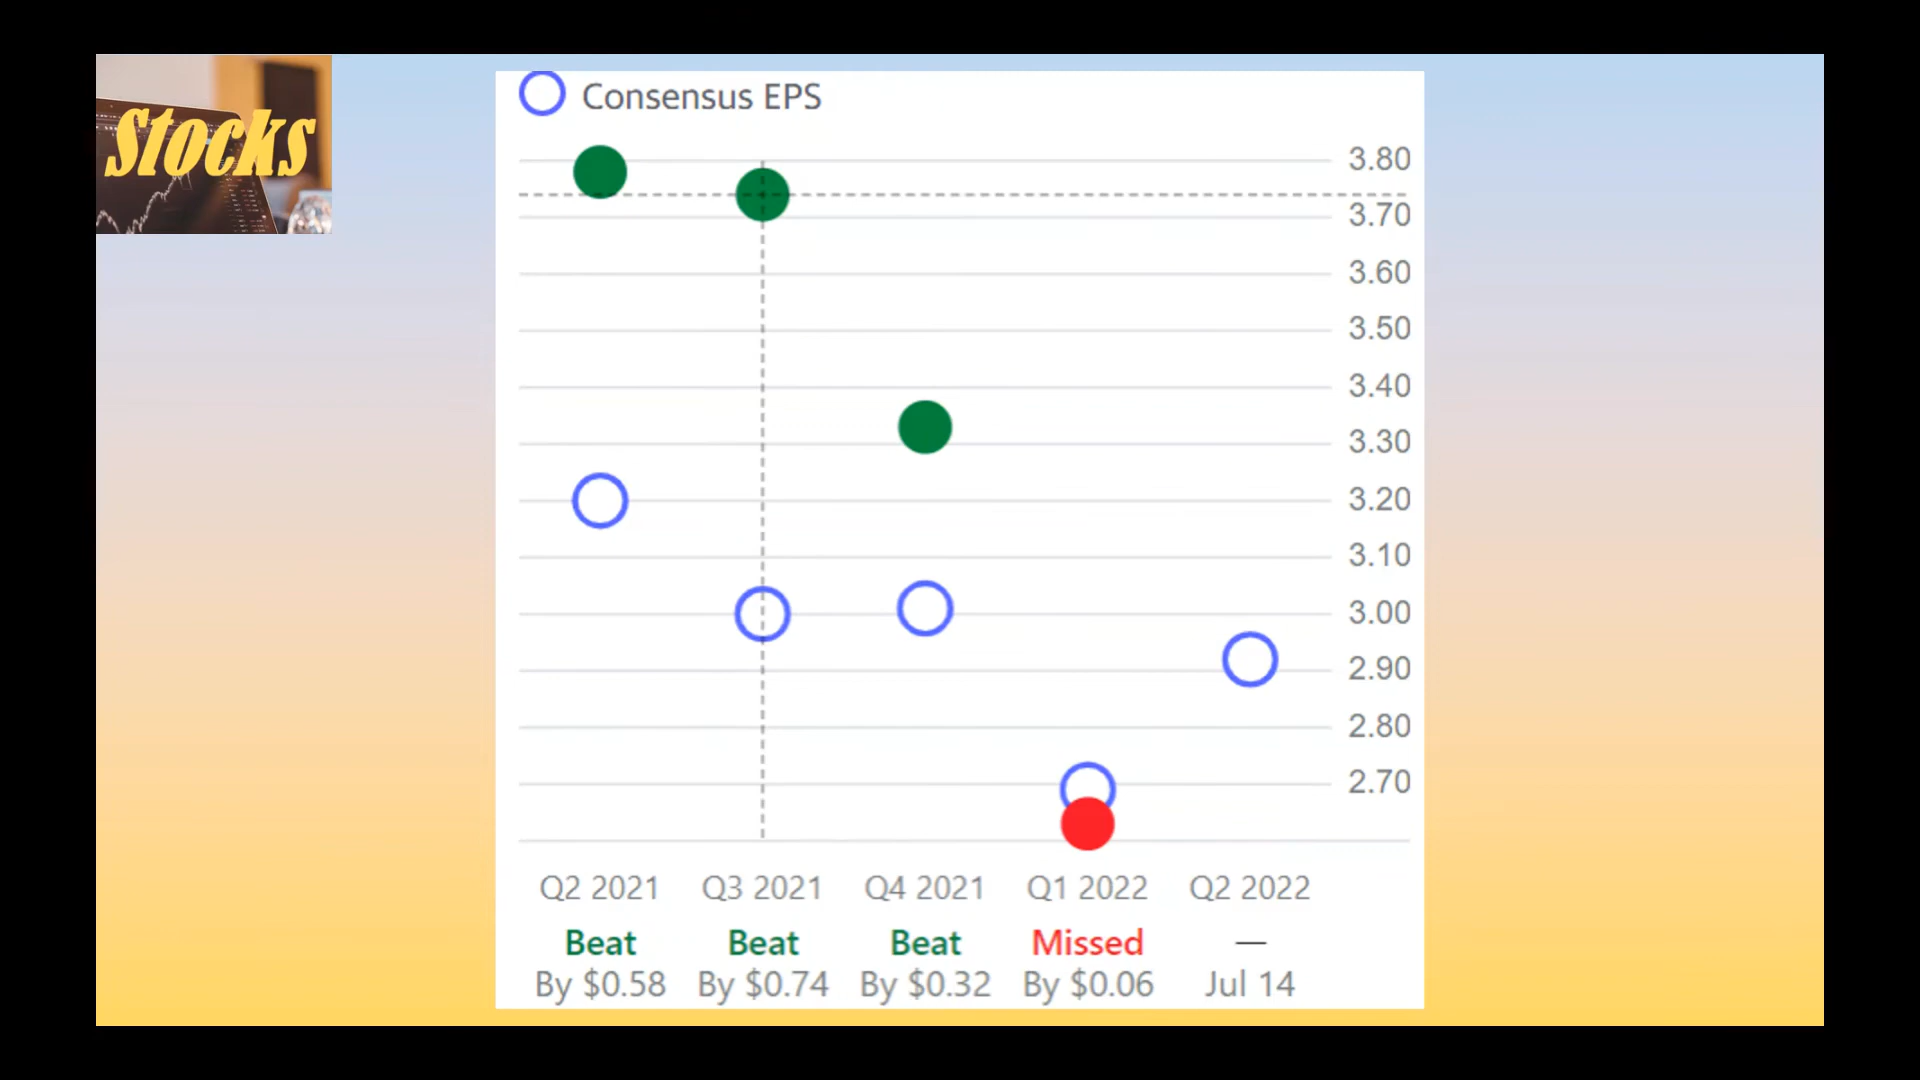 Stocks
Consensus EPS
3.80
3.70
3.60
3.50
3.40
3.30
3.20
3.10
3.00
2.90
2.80
2.70
Q2 2021 Q3 2021 Q4 2021 Q1 2022 Q2 2022
Beat Beat Beat Missed —
By $0.58 By $0.74 By $0.32 By $0.06 Jul 14